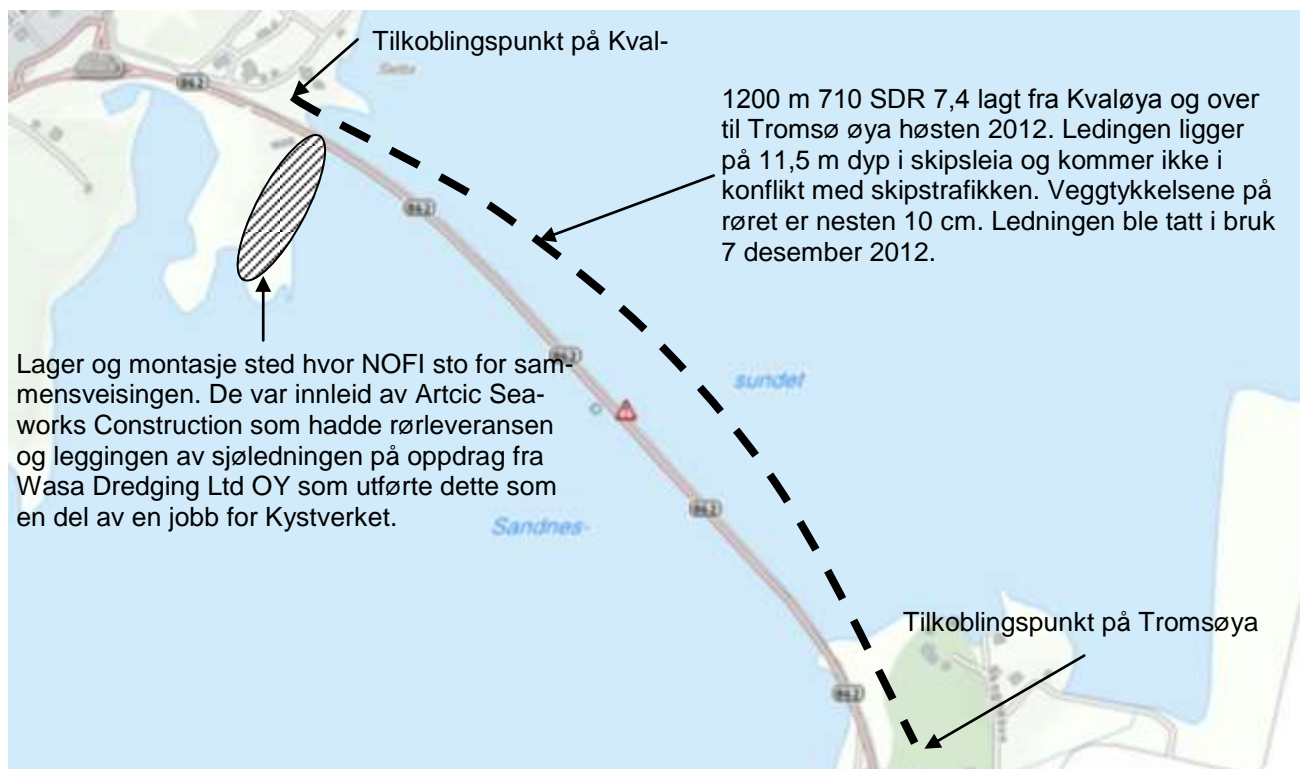 Tilkoblingspunkt på Kval-
862
1200 m 710 SDR 7,4 lagt fra Kvaløya og over
til Tromsø øya høsten 2012. Ledingen ligger
på 11,5 m dyp i skipsleia og kommer ikke i
konflikt med skipstrafikken. Veggtykkelsene på
røret er nesten 10 cm. Ledningen ble tatt i bruk
7 desember 2012.
862
Lager og montasje sted hvor NOFI sto for sam-
mensveisingen. De var innleid av Artcic Sea-
works Construction som hadde rørleveransen
og leggingen av sjøledningen på oppdrag fra
Wasa Dredging Ltd OY som utførte dette som
en del av en jobb for Kystverket.
862
sundet
862
Sandnes-
Tilkoblingspunkt på Tromsøya
862